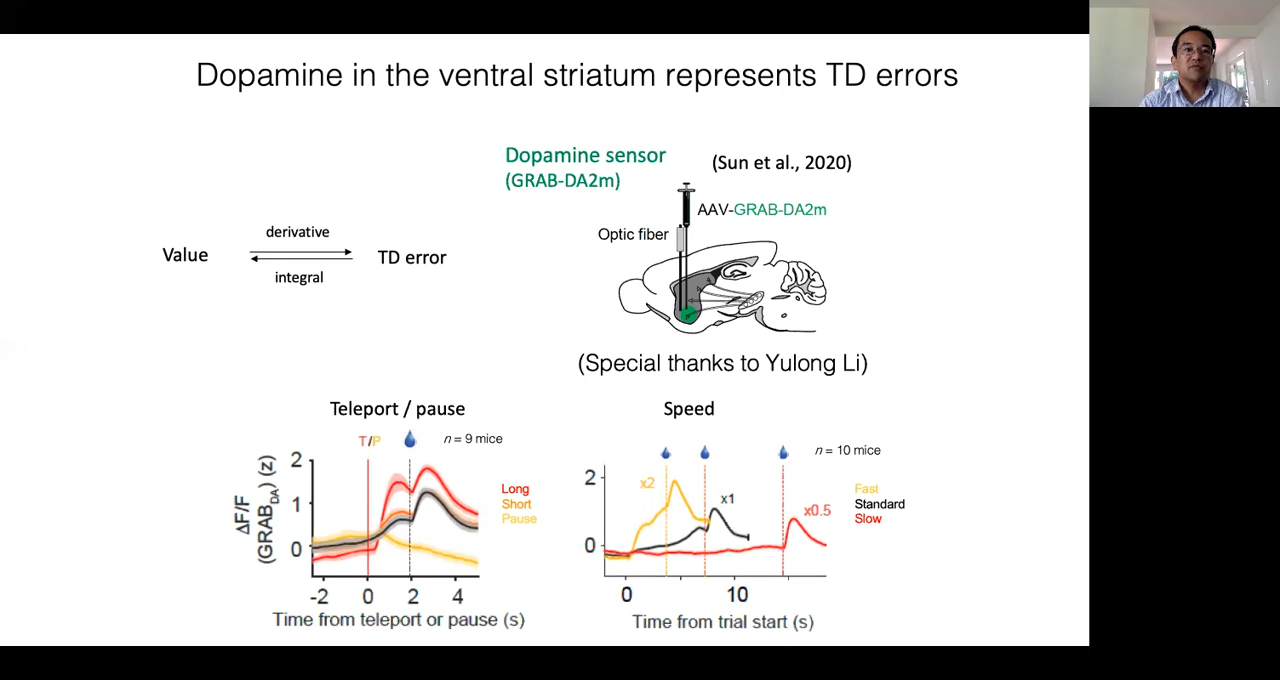 Dopamine in the ventral striatum represents TD errors
Dopamine sensor
(GRAB-DA2m)
(Sun et al., 2020)
AAV-GRAB-DA2m
Optic fiber
Value
derivative
integral
TD error
(Special thanks to Yulong Li)
Teleport / pause
T/P
n = 9 mice
ΔF/F
(GRAB_DA) (z)
2
1
0
-2 0 2 4
Time from teleport or pause (s)
Long
Short
Pause
Speed
n = 10 mice
2
0
x2
x1
x0.5
0 10
Time from trial start (s)
Fast
Standard
Slow